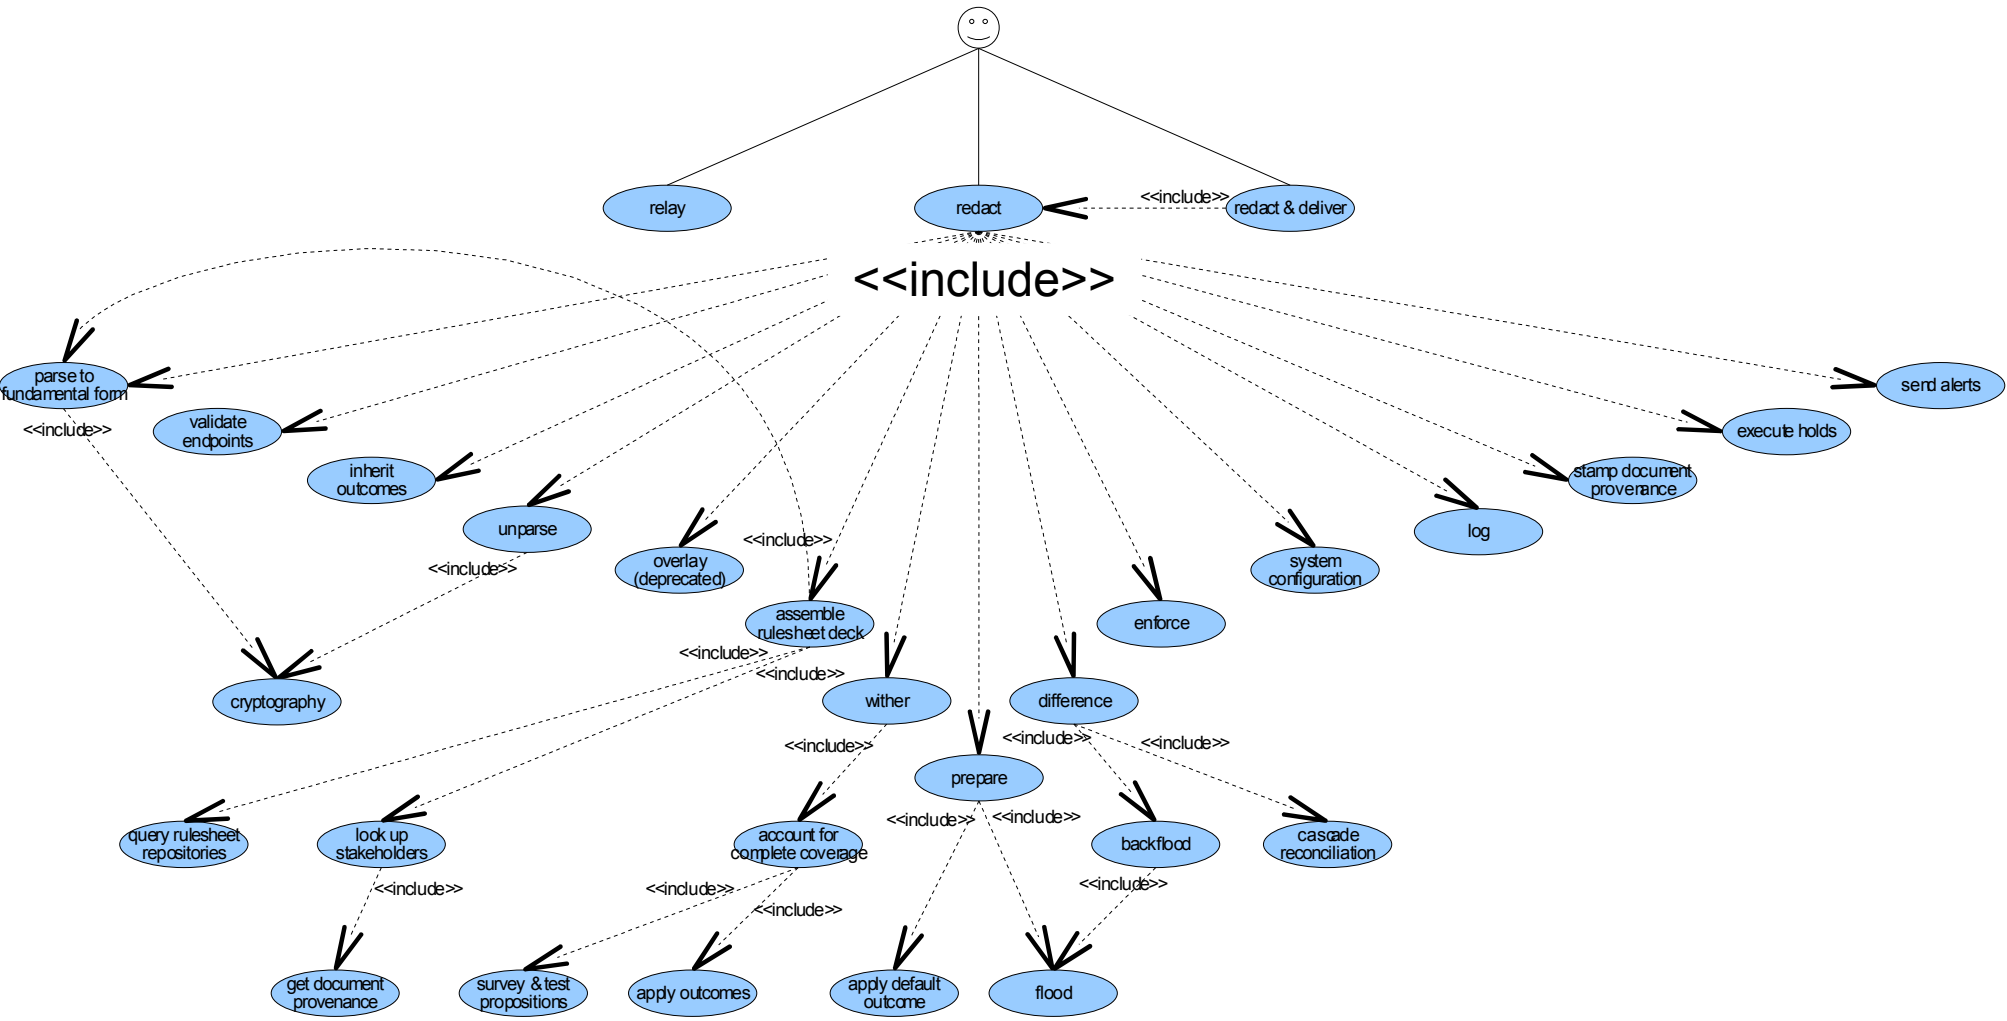 relay
redact
<<include>>
redact & deliver
<<include>>
parse to
fundamental form
<<include>>
validate
endpoints
inherit
outcomes
unparse
<<include>>
overlay
(deprecated)
<<include>>
assemble
rulesheet deck
<<include>>
<<include>>
send alerts
execute holds
stamp document
provenance
log
system
configuration
enforce
cryptography
wither
<<include>>
difference
<<include>>
<<include>>
prepare
<<include>>
<<include>>
query rulesheet
repositories
look up
stakeholders
<<include>>
account for
complete coverage
<<include>>
<<include>>
backflood
<<include>>
cascade
reconciliation
get document
provenance
survey & test
propositions
apply outcomes
apply default
outcome
flood